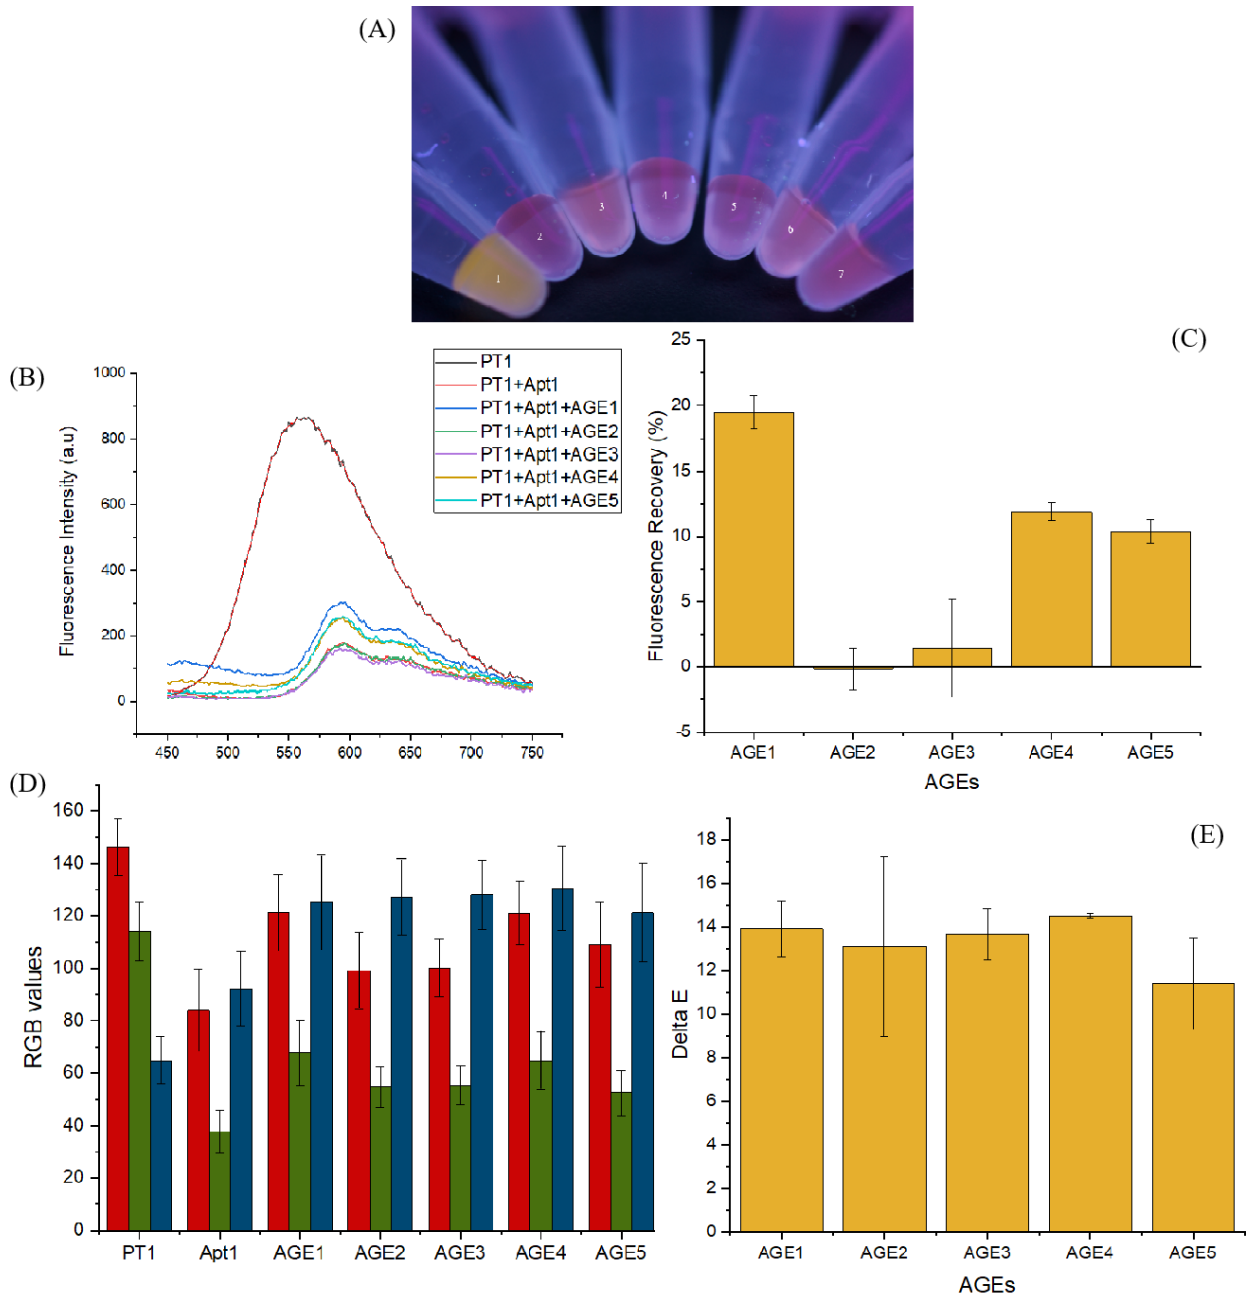 (A)
1
2
3
4
5
6
7
(B)
1000
800
600
400
200
0
Fluorescence Intensity (a.u)
450 500 550 600 650 700 750
PT1
PT1+Apt1
PT1+Apt1+AGE1
PT1+Apt1+AGE2
PT1+Apt1+AGE3
PT1+Apt1+AGE4
PT1+Apt1+AGE5
(C)
25
20
15
10
5
0
-5
Fluorescence Recovery (%)
AGE1 AGE2 AGE3 AGE4 AGE5
AGEs
(D)
160
140
120
100
80
60
40
20
0
RGB values
PT1 Apt1 AGE1 AGE2 AGE3 AGE4 AGE5
(E)
18
16
14
12
10
8
6
4
2
0
Delta E
AGE1 AGE2 AGE3 AGE4 AGE5
AGEs